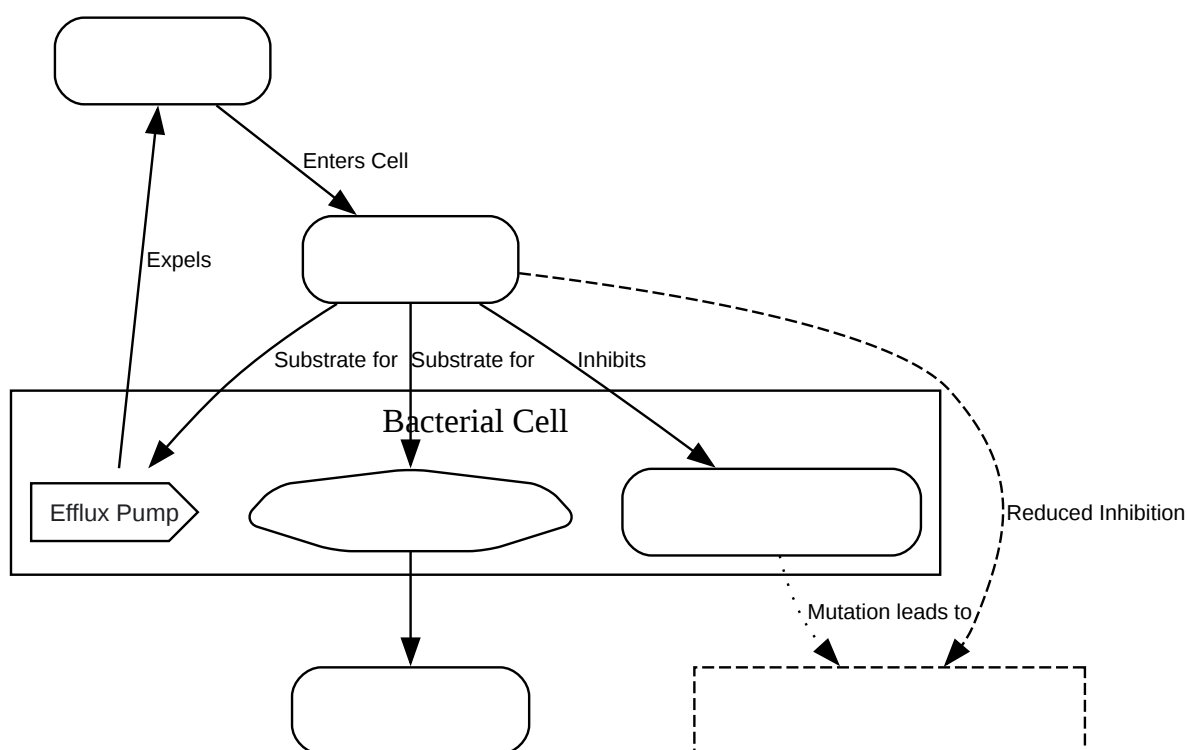 Enters Cell
Expels
Substrate for
Substrate for
Inhibits
Bacterial Cell
Efflux Pump
Reduced Inhibition
Mutation leads to